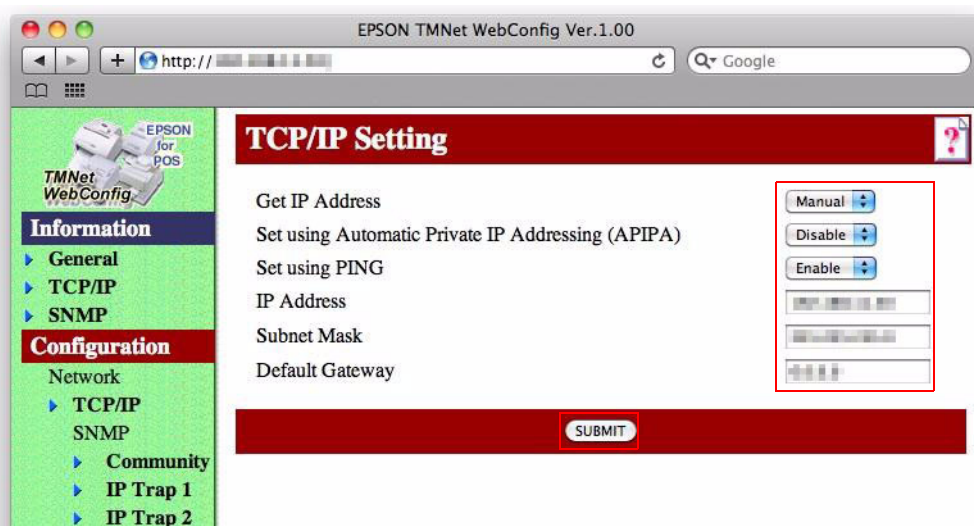 EPSON TMNet WebConfig Ver.1.00
http://
Google
EPSON
for
POS
TMNet
WebConfig
Information
General
TCP/IP
SNMP
Configuration
Network
TCP/IP
SNMP
Community
IP Trap 1
IP Trap 2
TCP/IP Setting
?
Get IP Address Manual
Set using Automatic Private IP Addressing (APIPA) Disable
Set using PING Enable
IP Address
Subnet Mask
Default Gateway
SUBMIT